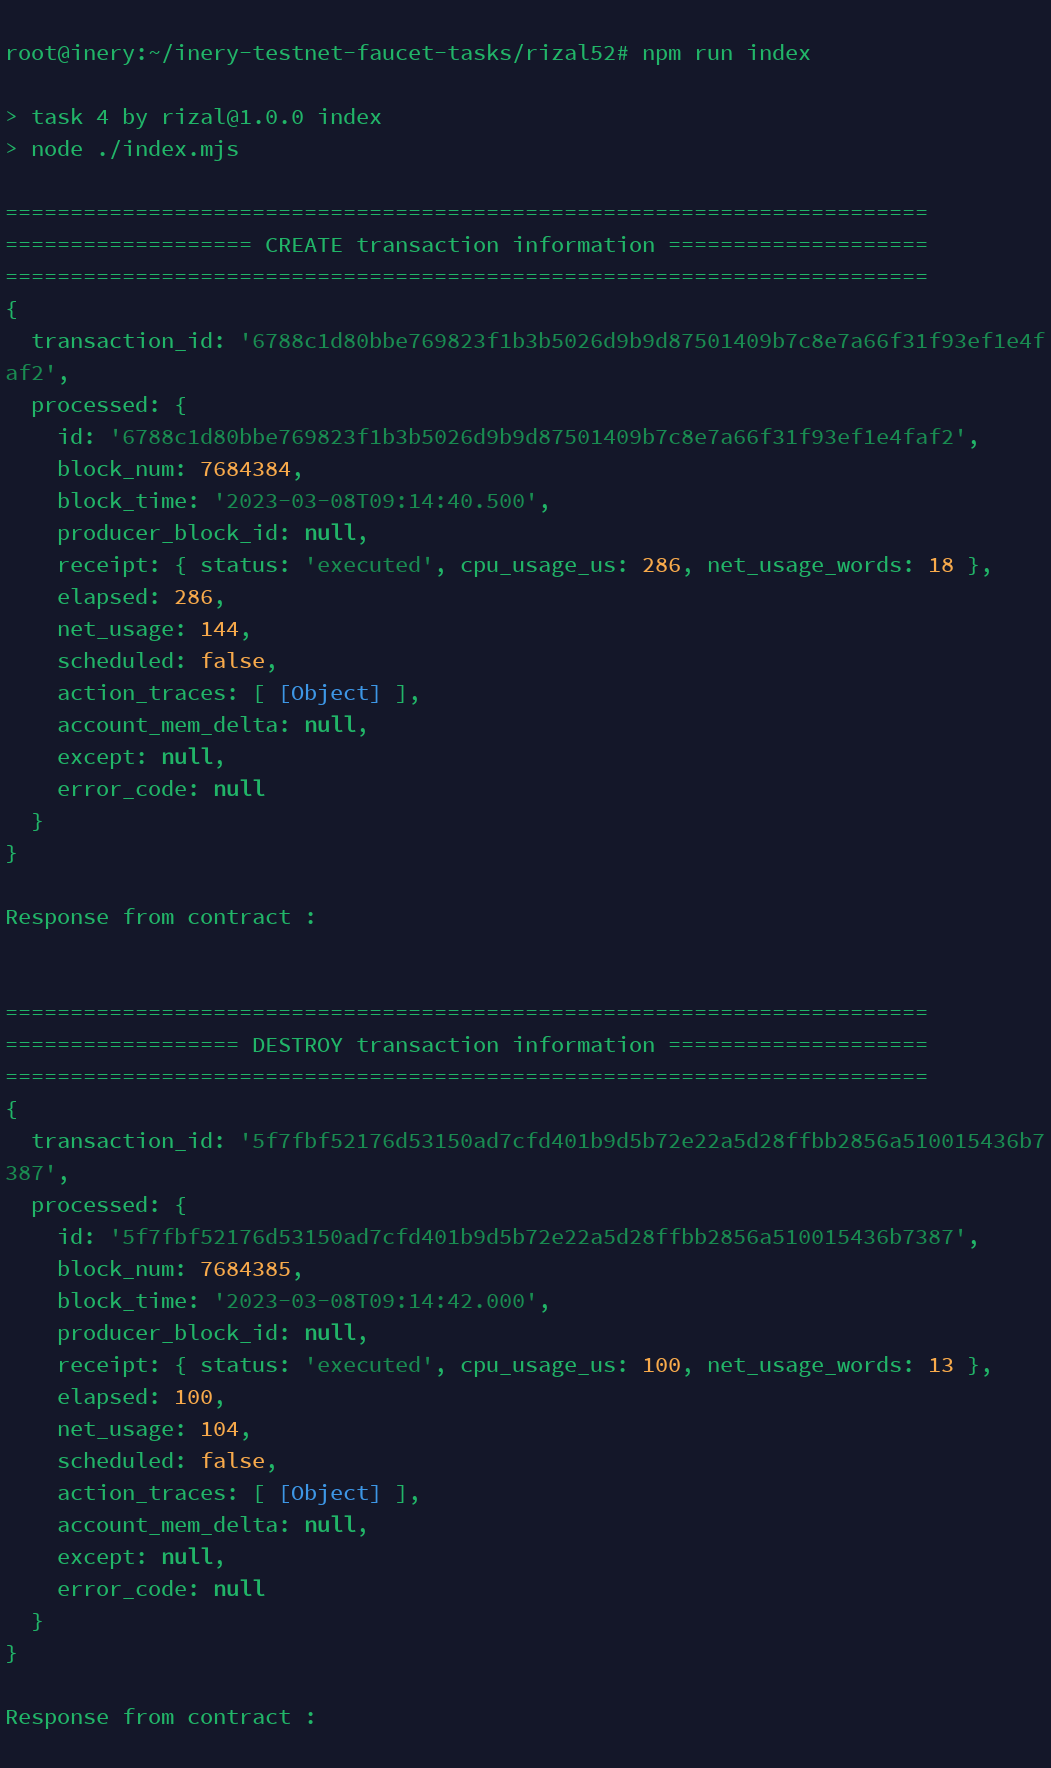 root@inery:~/inery-testnet-faucet-tasks/rizal52# npm run index
> task 4 by rizal@1.0.0 index
> node ./index.mjs
=======================================================================
=================== CREATE transaction information ====================
=======================================================================
{
  transaction_id: '6788c1d80bbe769823f1b3b5026d9b9d87501409b7c8e7a66f31f93ef1e4f
af2',
  processed: {
    id: '6788c1d80bbe769823f1b3b5026d9b9d87501409b7c8e7a66f31f93ef1e4faf2',
    block_num: 7684384,
    block_time: '2023-03-08T09:14:40.500',
    producer_block_id: null,
    receipt: { status: 'executed', cpu_usage_us: 286, net_usage_words: 18 },
    elapsed: 286,
    net_usage: 144,
    scheduled: false,
    action_traces: [ [Object] ],
    account_mem_delta: null,
    except: null,
    error_code: null
  }
}
Response from contract :
=======================================================================
================== DESTROY transaction information ====================
=======================================================================
{
  transaction_id: '5f7fbf52176d53150ad7cfd401b9d5b72e22a5d28ffbb2856a510015436b7
387',
  processed: {
    id: '5f7fbf52176d53150ad7cfd401b9d5b72e22a5d28ffbb2856a510015436b7387',
    block_num: 7684385,
    block_time: '2023-03-08T09:14:42.000',
    producer_block_id: null,
    receipt: { status: 'executed', cpu_usage_us: 100, net_usage_words: 13 },
    elapsed: 100,
    net_usage: 104,
    scheduled: false,
    action_traces: [ [Object] ],
    account_mem_delta: null,
    except: null,
    error_code: null
  }
}
Response from contract :